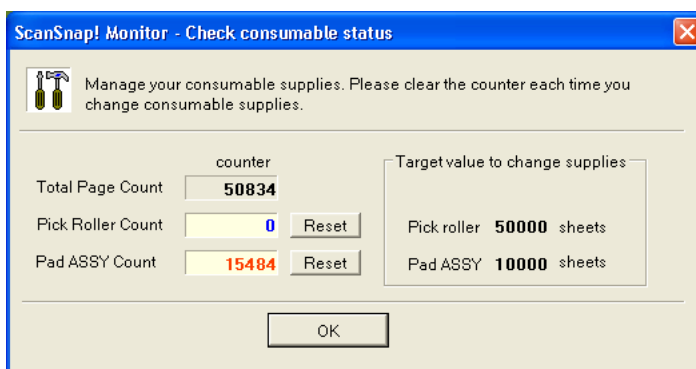 ScanSnap! Monitor - Check consumable status
Manage your consumable supplies. Please clear the counter each time you
change consumable supplies.
counter
Total Page Count 50834
Pick Roller Count 0 Reset
Pad ASSY Count 15484 Reset
Target value to change supplies
Pick roller 50000 sheets
Pad ASSY 10000 sheets
OK